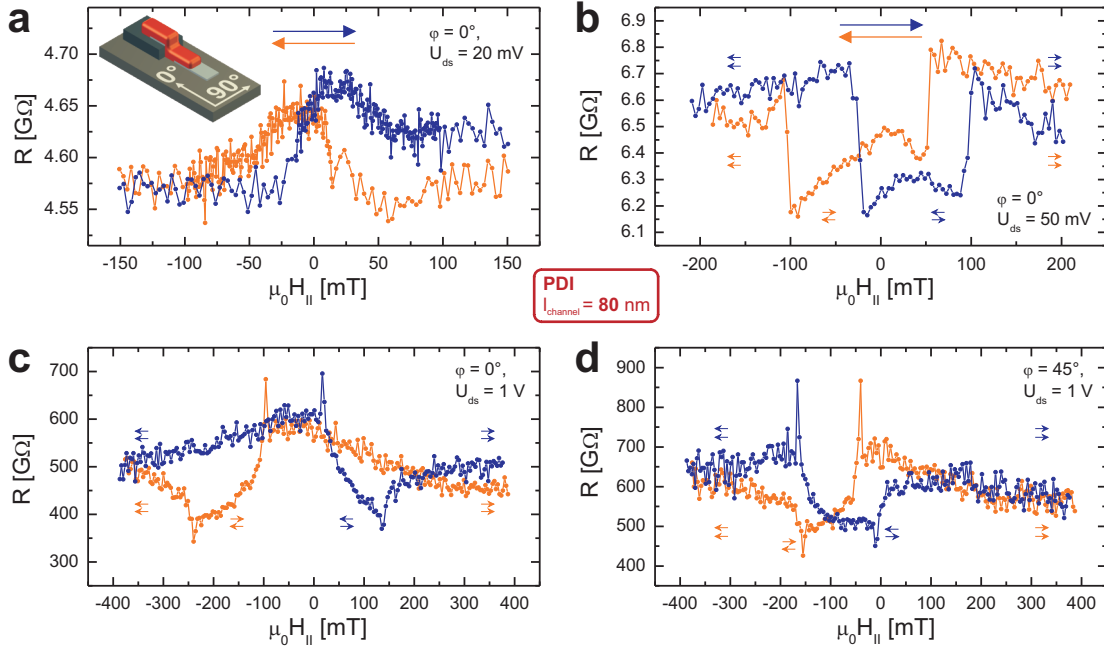 a
φ = 0°,
U_ds = 20 mV
0°
90°
4.70
4.65
4.60
4.55
R [GΩ]
-150 -100 -50 0 50 100 150
μ₀H_II [mT]
b
6.9
6.8
6.7
6.6
6.5
6.4
6.3
6.2
6.1
R [GΩ]
φ = 0°
U_ds = 50 mV
-200 -100 0 100 200
μ₀H_II [mT]
PDI
l_channel = 80 nm
c
φ = 0°,
U_ds = 1 V
700
600
500
400
300
R [GΩ]
-400 -300 -200 -100 0 100 200 300 400
μ₀H_II [mT]
d
φ = 45°,
U_ds = 1 V
900
800
700
600
500
400
R [GΩ]
-400 -300 -200 -100 0 100 200 300 400
μ₀H_II [mT]